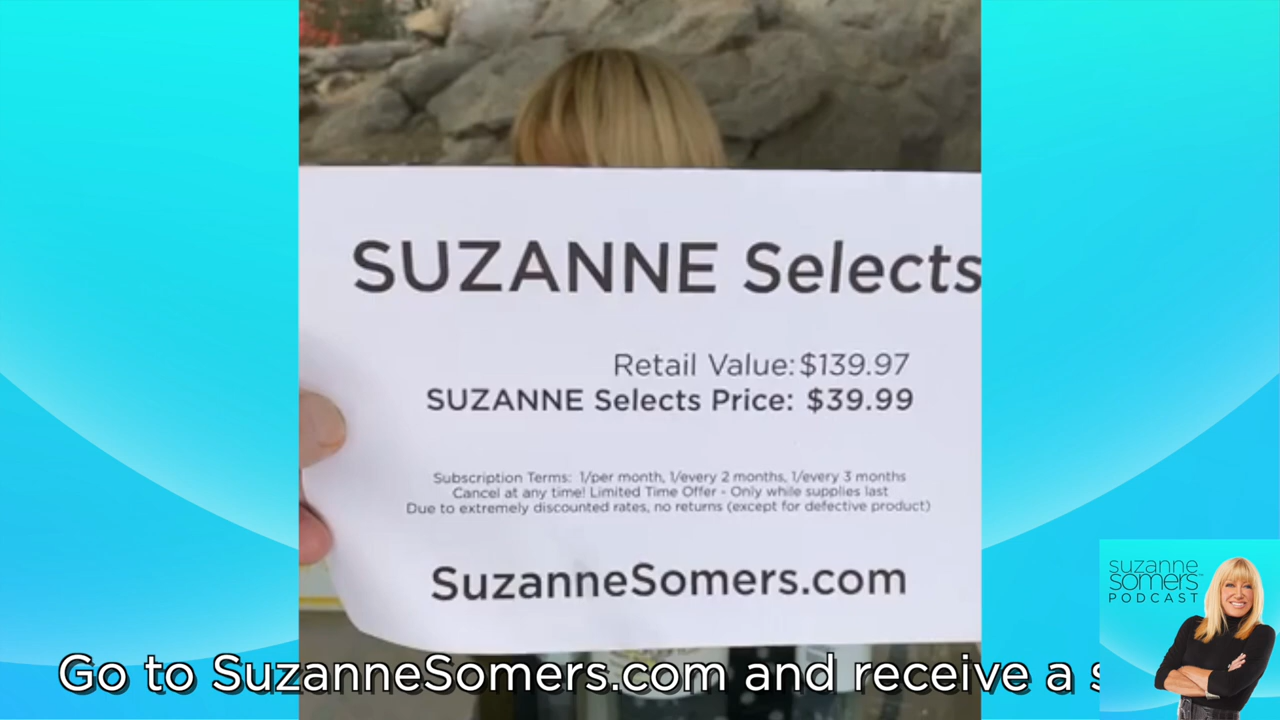 SUZANNE Selects
Retail Value: $139.97
SUZANNE Selects Price: $39.99
Subscription Terms: 1/per month, 1/every 2 months, 1/every 3 months
Cancel at any time! Limited Time Offer - Only while supplies last
Due to extremely discounted rates, no returns (except for defective product)
SuzanneSomers.com
suzanne
somers
PODCAST
Go to SuzanneSomers.com and receive a s